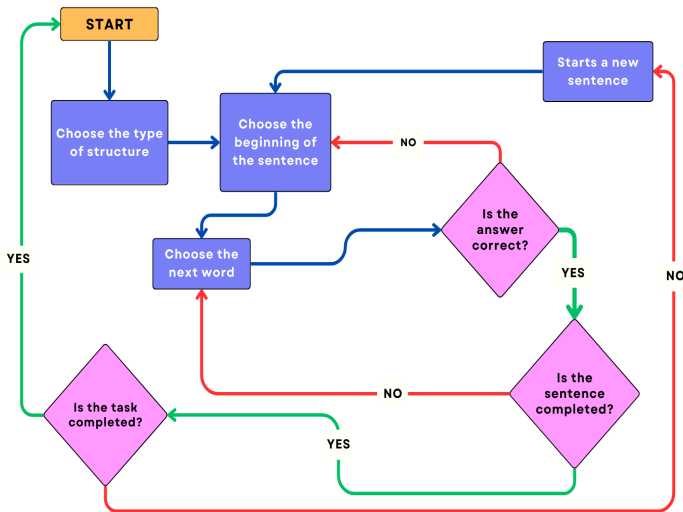 START
Choose the type
of structure
Choose the
beginning of
the sentence
Starts a new
sentence
NO
Is the
answer
correct?
Choose the
next word
YES
YES
NO
Is the
sentence
completed?
NO
Is the task
completed?
YES